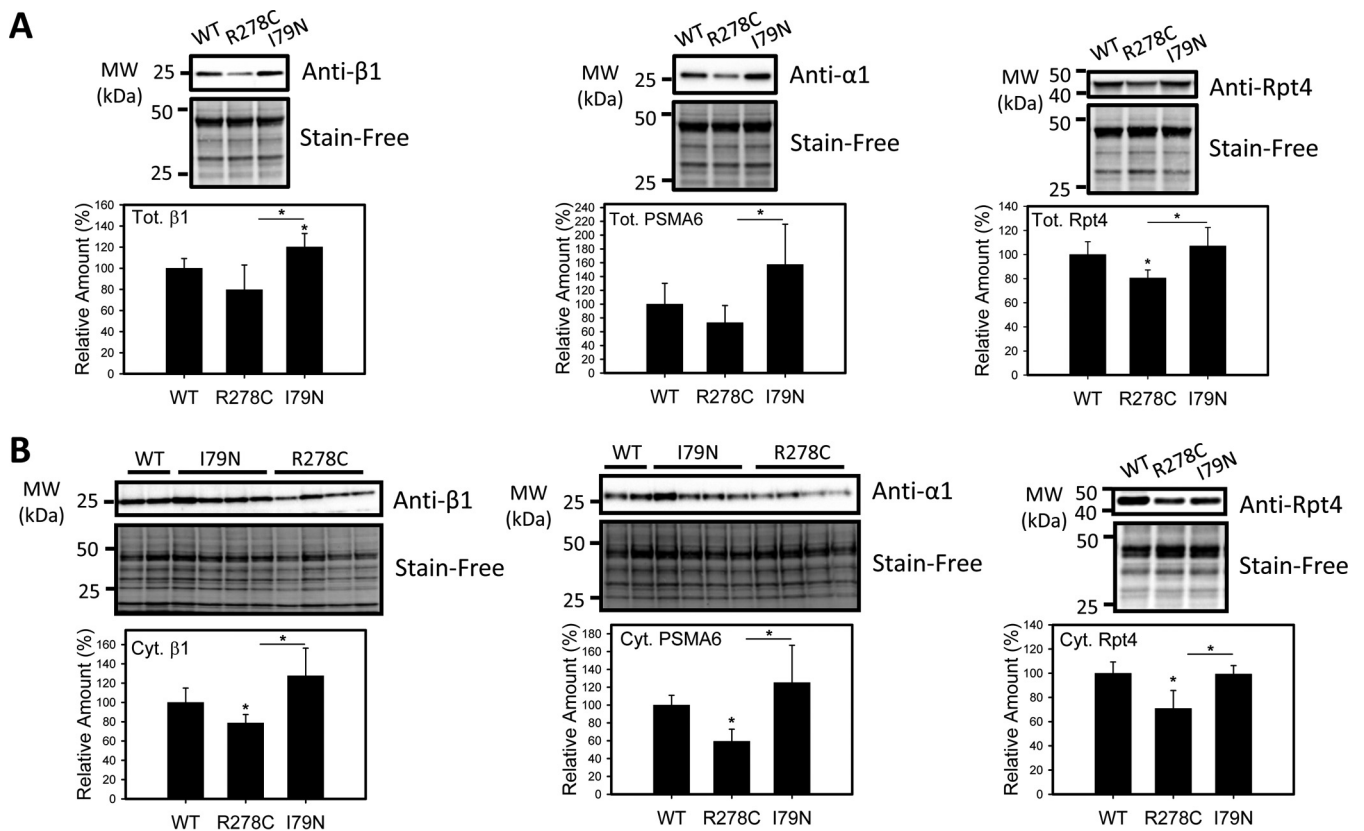 A
WT R278C I79N
MW
(kDa)
25
Anti-β1
50
25
Stain-Free
Relative Amount (%)
Tot. β1
160
140
120
100
80
60
40
20
0
*
*
WT R278C I79N
WT R278C I79N
MW
(kDa)
25
Anti-α1
50
25
Stain-Free
Relative Amount (%)
Tot. PSMA6
240
220
200
180
160
140
120
100
80
60
40
20
0
*
WT R278C I79N
WT R278C I79N
MW
(kDa)
50
40
Anti-Rpt4
50
25
Stain-Free
Relative Amount (%)
Tot. Rpt4
140
120
100
80
60
40
20
0
*
*
WT R278C I79N
B
WT I79N R278C
MW
(kDa)
25
Anti-β1
50
25
Stain-Free
Relative Amount (%)
Cyt. β1
160
140
120
100
80
60
40
20
0
*
*
WT R278C I79N
WT I79N R278C
MW
(kDa)
25
Anti-α1
50
25
Stain-Free
Relative Amount (%)
Cyt. PSMA6
180
160
140
120
100
80
60
40
20
0
*
*
WT R278C I79N
WT R278C I79N
MW
(kDa)
50
40
Anti-Rpt4
50
25
Stain-Free
Relative Amount (%)
Cyt. Rpt4
140
120
100
80
60
40
20
0
*
*
WT R278C I79N